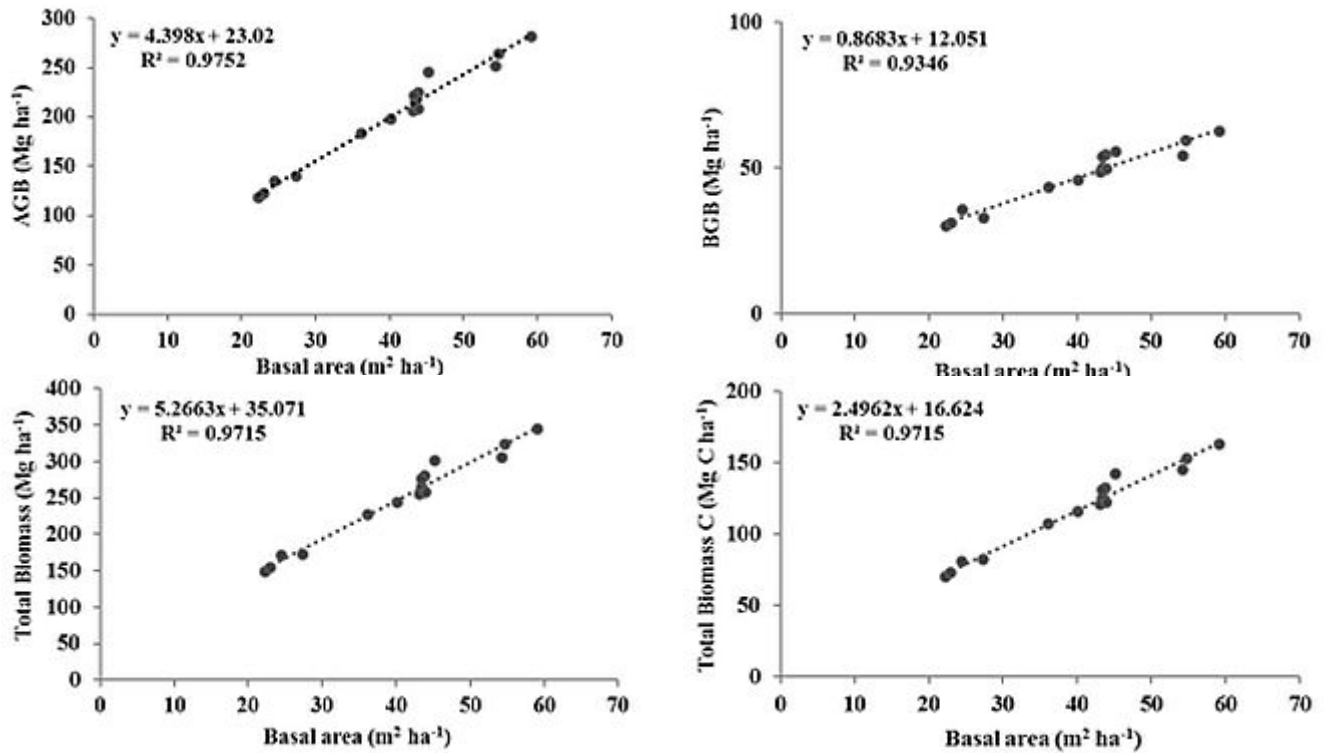 y = 4.398x + 23.02
R² = 0.9752
AGB (Mg ha⁻¹)
300
250
200
150
100
50
0
0 10 20 30 40 50 60 70
Basal area (m² ha⁻¹)
y = 0.8683x + 12.051
R² = 0.9346
BGB (Mg ha⁻¹)
100
50
0
0 10 20 30 40 50 60 70
Basal area (m² ha⁻¹)
y = 5.2663x + 35.071
R² = 0.9715
Total Biomass (Mg ha⁻¹)
400
350
300
250
200
150
100
50
0
0 10 20 30 40 50 60 70
Basal area (m² ha⁻¹)
y = 2.4962x + 16.624
R² = 0.9715
Total Biomass C (Mg C ha⁻¹)
200
150
100
50
0
0 10 20 30 40 50 60 70
Basal area (m² ha⁻¹)